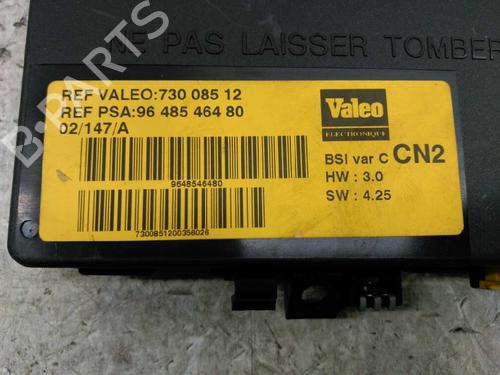 NE PAS LAISSER TOMBER
REF VALEO:730 085 12
REF PSA:96 485 464 80
02/147/A
Valeo
ELECTRONIQUE
BSI var C CN2
HW : 3.0
SW : 4.25
9648546480
7300851200356026
B-PARTS